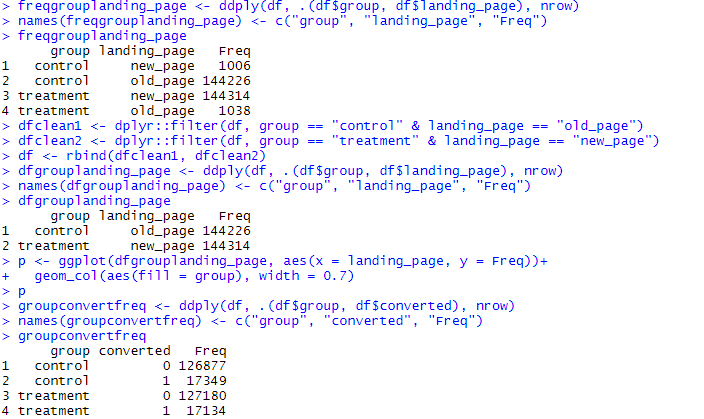 > freqgrouplanding_page <- ddply(df, .(df$group, df$landing_page), nrow)
> names(freqgrouplanding_page) <- c("group", "landing_page", "Freq")
> freqgrouplanding_page
      group landing_page   Freq
1   control     new_page   1006
2   control     old_page 144226
3 treatment     new_page 144314
4 treatment     old_page   1038
> dfclean1 <- dplyr::filter(df, group == "control" & landing_page == "old_page")
> dfclean2 <- dplyr::filter(df, group == "treatment" & landing_page == "new_page")
> df <- rbind(dfclean1, dfclean2)
> dfgrouplanding_page <- ddply(df, .(df$group, df$landing_page), nrow)
> names(dfgrouplanding_page) <- c("group", "landing_page", "Freq")
> dfgrouplanding_page
      group landing_page   Freq
1   control     old_page 144226
2 treatment     new_page 144314
> p <- ggplot(dfgrouplanding_page, aes(x = landing_page, y = Freq))+
+   geom_col(aes(fill = group), width = 0.7)
> p
> groupconvertfreq <- ddply(df, .(df$group, df$converted), nrow)
> names(groupconvertfreq) <- c("group", "converted", "Freq")
> groupconvertfreq
      group converted   Freq
1   control         0 126877
2   control         1  17349
3 treatment         0 127180
4 treatment         1  17134